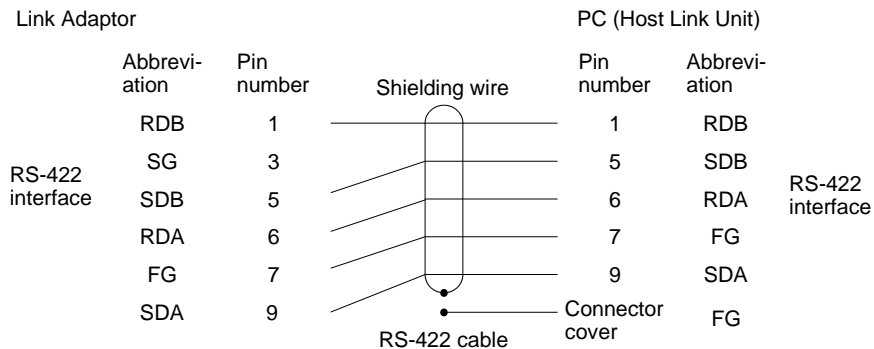 Link Adaptor PC (Host Link Unit)
Abbrevi- Pin Pin Abbrevi-
ation number Shielding wire number ation
RDB 1 1 RDB
SG 3 5 SDB
RS-422 interface SDB 5 6 RDA RS-422 interface
RDA 6 7 FG
FG 7 9 SDA
SDA 9 Connector cover FG
RS-422 cable